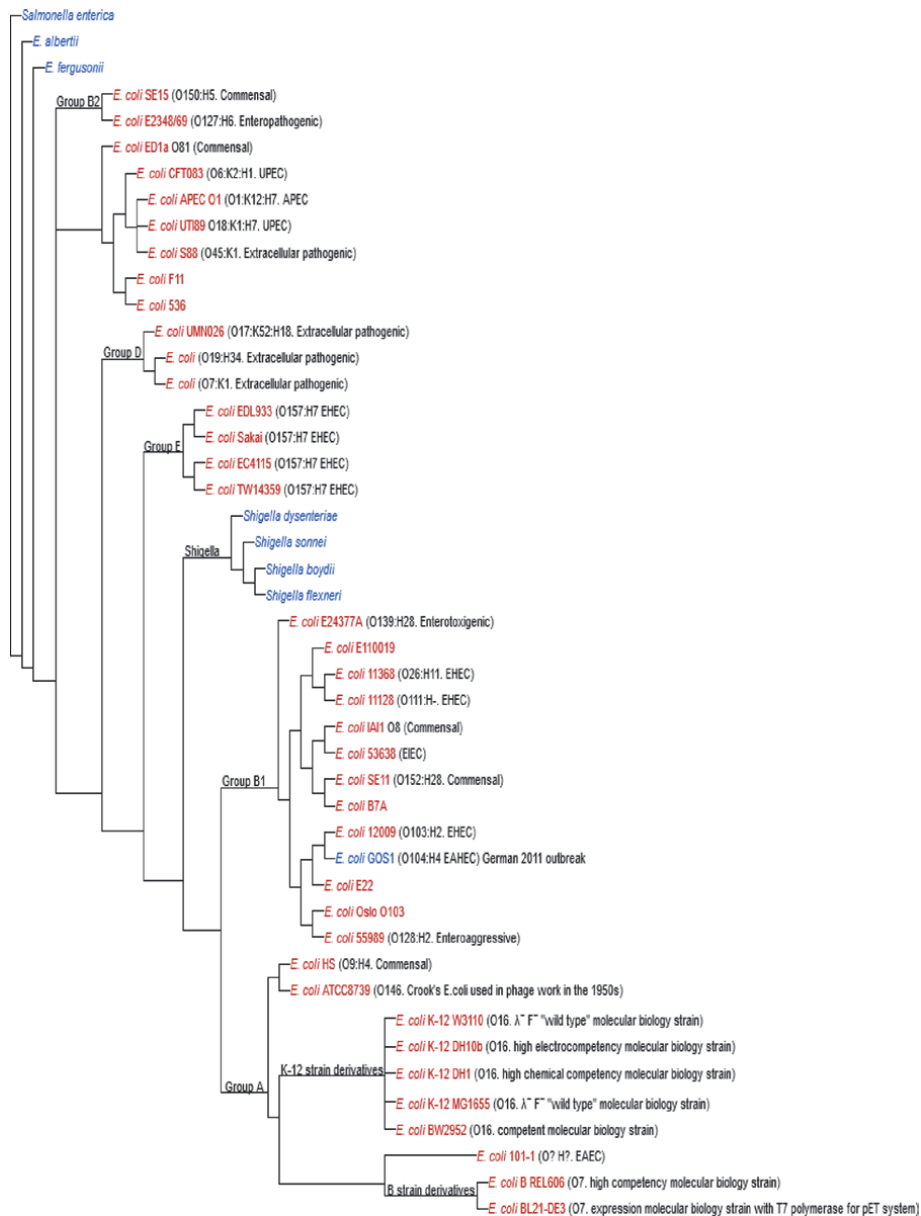 Salmonella enterica
E. albertii
E. fergusonii
Group B2
E. coli SE15 (O150:H5. Commensal)
E. coli E2348/69 (O127:H6. Enteropathogenic)
E. coli ED1a O81 (Commensal)
E. coli CFT083 (O6:K2:H1. UPEC)
E. coli APEC O1 (O1:K12:H7. APEC
E. coli UTI89 O18:K1:H7. UPEC)
E. coli S88 (O45:K1. Extracellular pathogenic)
E. coli F11
E. coli 536
E. coli UMN026 (O17:K52:H18. Extracellular pathogenic)
Group D
E. coli (O19:H34. Extracellular pathogenic)
E. coli (O7:K1. Extracellular pathogenic)
E. coli EDL933 (O157:H7 EHEC)
E. coli Sakai (O157:H7 EHEC)
Group E
E. coli EC4115 (O157:H7 EHEC)
E. coli TW14359 (O157:H7 EHEC)
Shigella dysenteriae
Shigella sonnei
Shigella
Shigella boydii
Shigella flexneri
E. coli E24377A (O139:H28. Enterotoxigenic)
E. coli E110019
E. coli 11368 (O26:H11. EHEC)
E. coli 11128 (O111:H-. EHEC)
E. coli IAI1 O8 (Commensal)
E. coli 53638 (EIEC)
Group B1
E. coli SE11 (O152:H28. Commensal)
E. coli B7A
E. coli 12009 (O103:H2. EHEC)
E. coli GOS1 (O104:H4 EAHEC) German 2011 outbreak
E. coli E22
E. coli Oslo O103
E. coli 55989 (O128:H2. Enteroaggressive)
E. coli HS (O9:H4. Commensal)
E. coli ATCC8739 (O146. Crook's E.coli used in phage work in the 1950s)
E. coli K-12 W3110 (O16. λ⁻ F⁻ "wild type" molecular biology strain)
E. coli K-12 DH10b (O16. high electrocompetency molecular biology strain)
K-12 strain derivatives
E. coli K-12 DH1 (O16. high chemical competency molecular biology strain)
Group A
E. coli K-12 MG1655 (O16. λ⁻ F⁻ "wild type" molecular biology strain)
E. coli BW2952 (O16. competent molecular biology strain)
E. coli 101-1 (O? H?. EAEC)
E. coli B REL606 (O7. high competency molecular biology strain)
B strain derivatives
E. coli BL21-DE3 (O7. expression molecular biology strain with T7 polymerase for pET system)